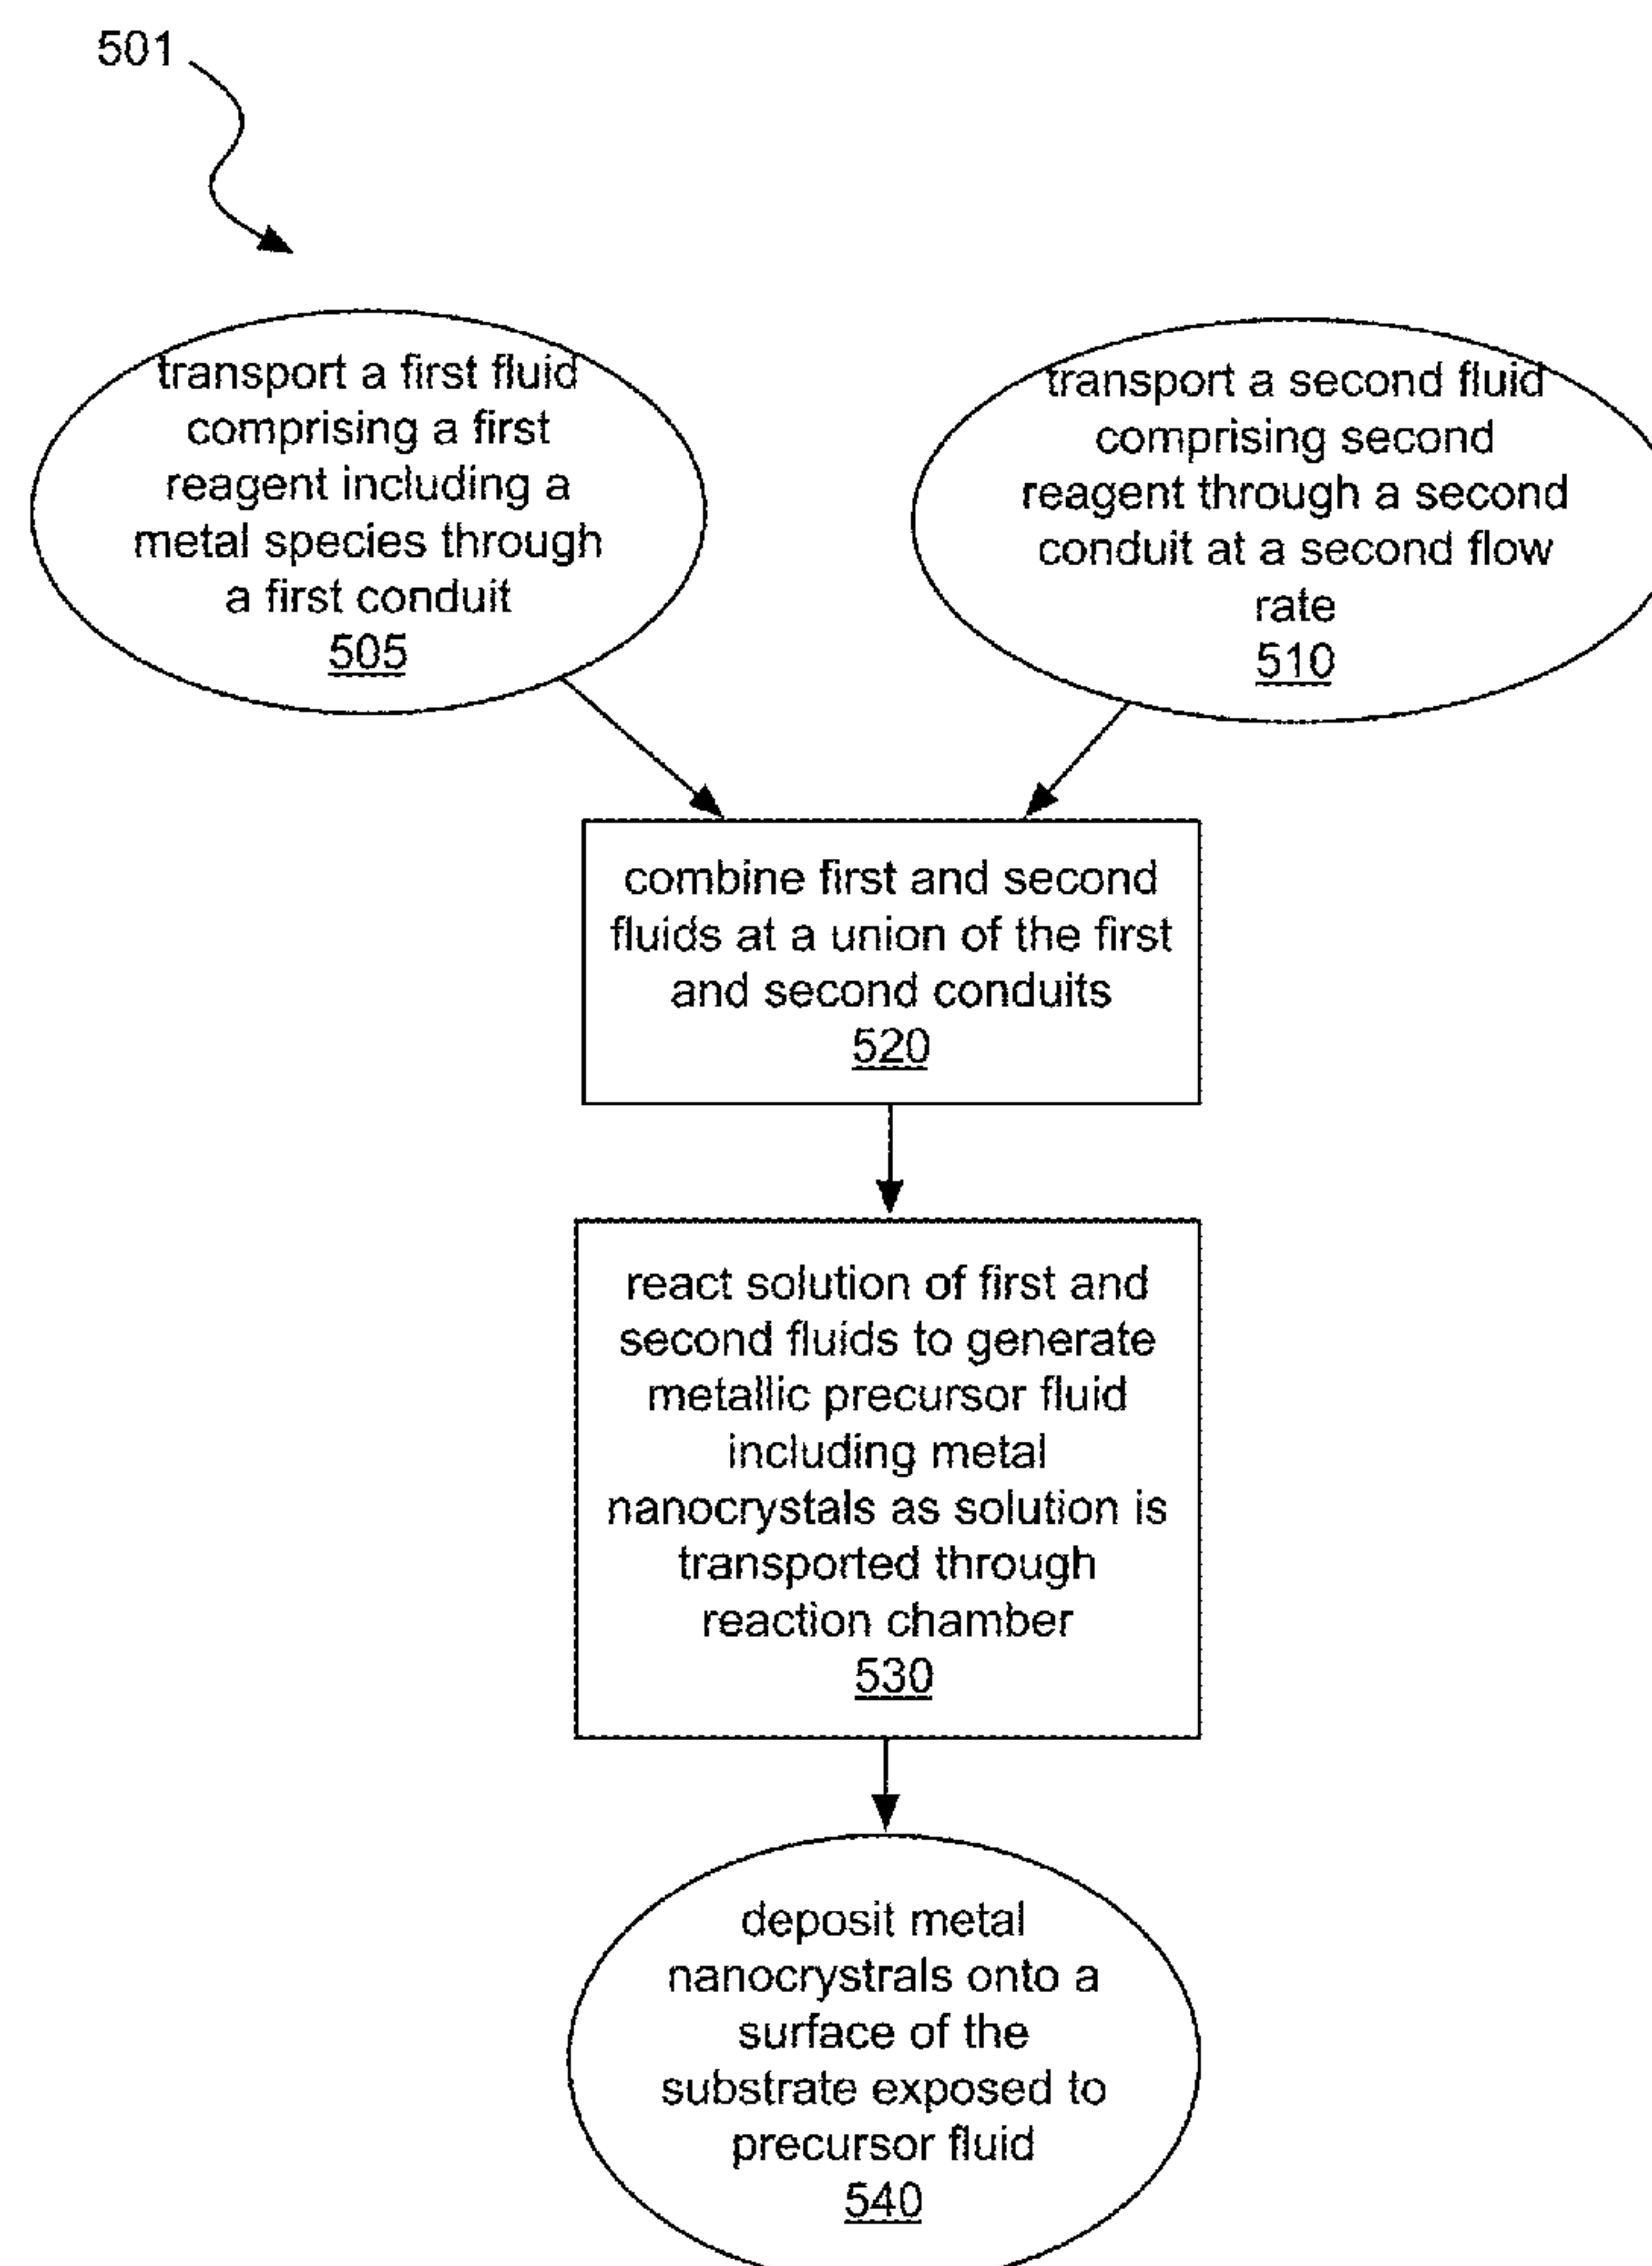 501
transport a first fluid
comprising a first
reagent including a
metal species through
a first conduit
505
transport a second fluid
comprising second
reagent through a second
conduit at a second flow
rate
510
combine first and second
fluids at a union of the first
and second conduits
520
react solution of first and
second fluids to generate
metallic precursor fluid
including metal
nanocrystals as solution is
transported through
reaction chamber
530
deposit metal
nanocrystrals onto a
surface of the
substrate exposed to
precursor fluid
540